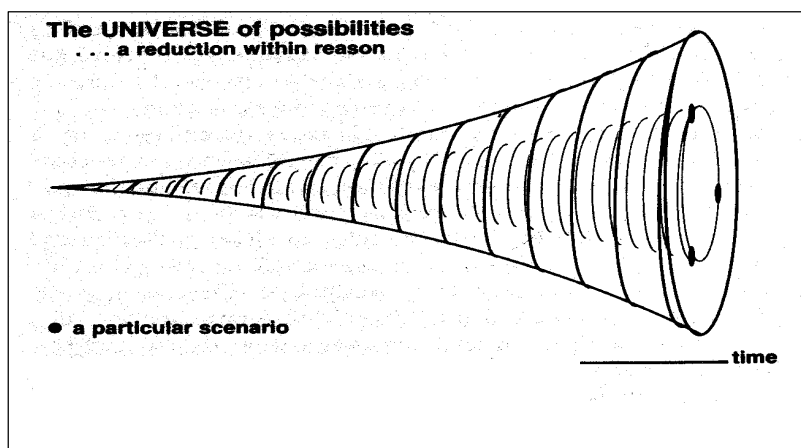 The UNIVERSE of possibilities
. . . a reduction within reason
a particular scenario
time